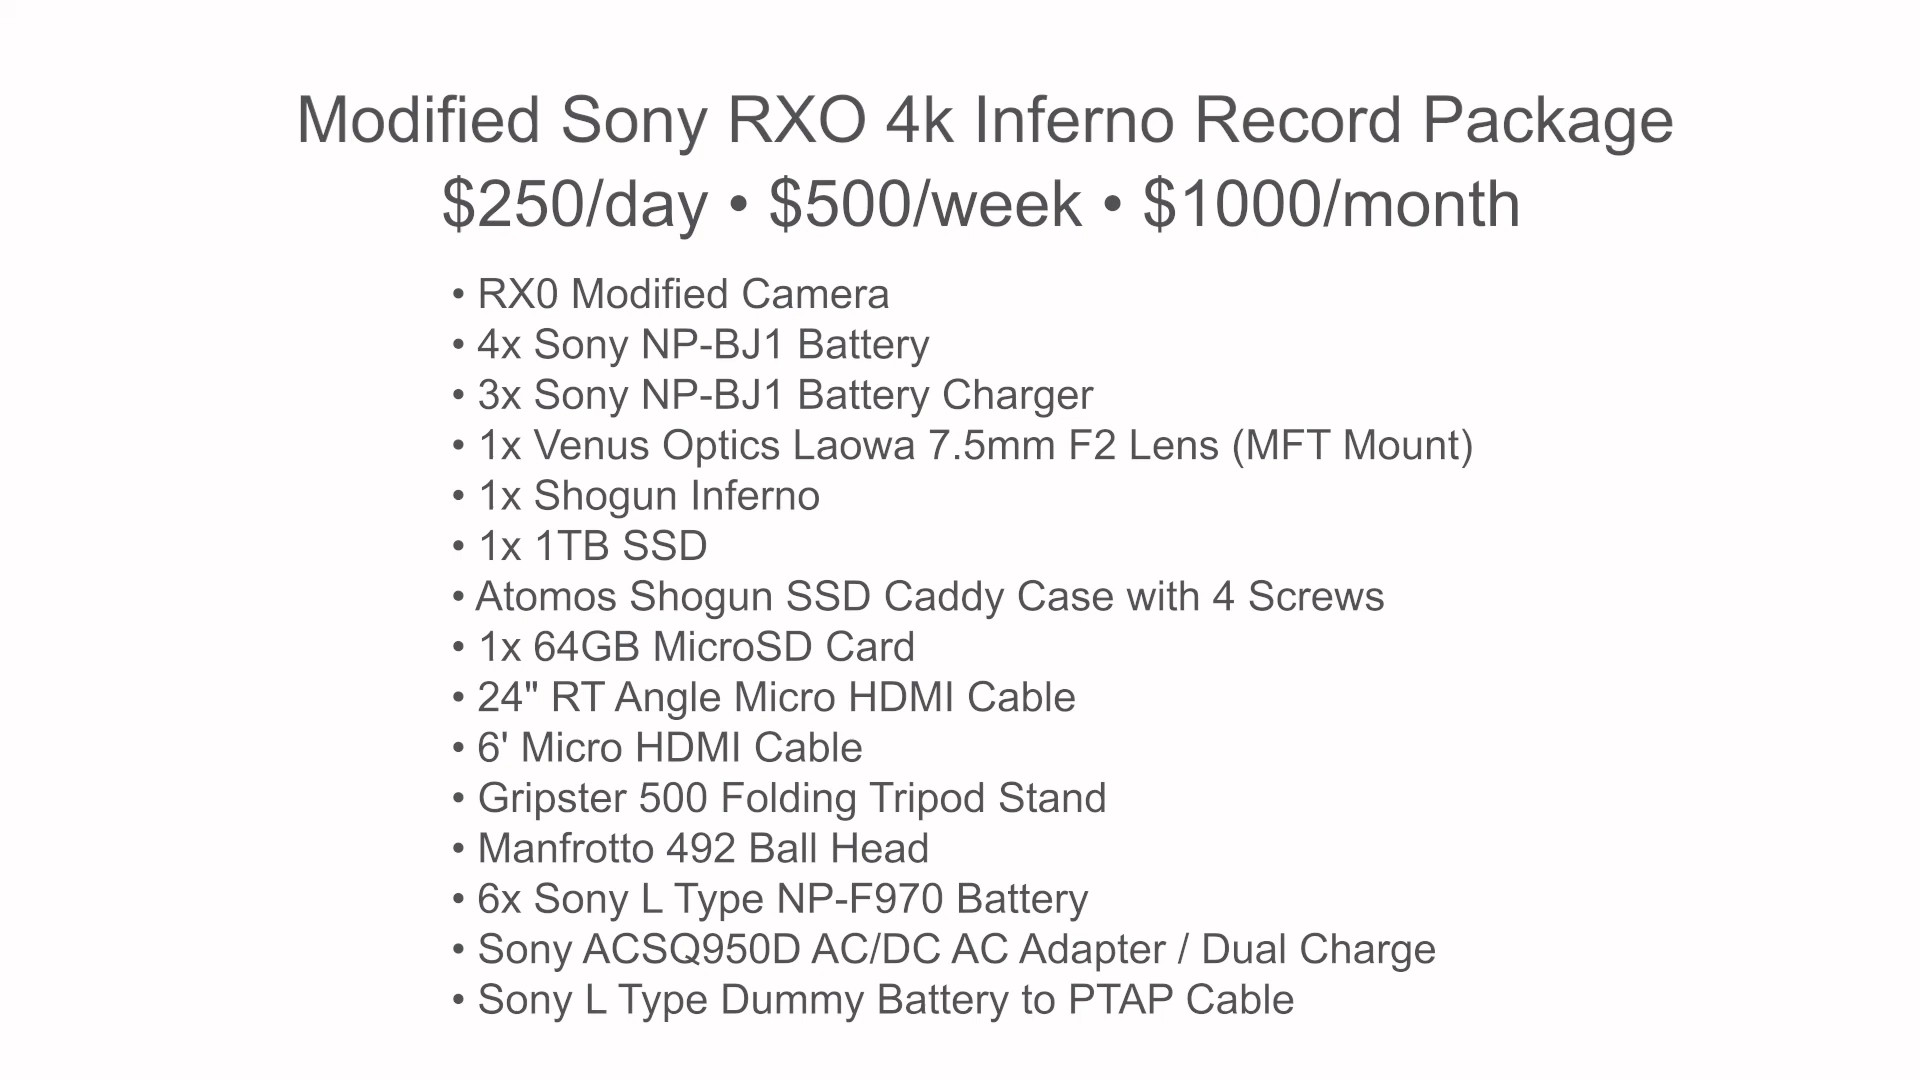 Modified Sony RXO 4k Inferno Record Package
$250/day • $500/week • $1000/month
• RX0 Modified Camera
• 4x Sony NP-BJ1 Battery
• 3x Sony NP-BJ1 Battery Charger
• 1x Venus Optics Laowa 7.5mm F2 Lens (MFT Mount)
• 1x Shogun Inferno
• 1x 1TB SSD
• Atomos Shogun SSD Caddy Case with 4 Screws
• 1x 64GB MicroSD Card
• 24" RT Angle Micro HDMI Cable
• 6' Micro HDMI Cable
• Gripster 500 Folding Tripod Stand
• Manfrotto 492 Ball Head
• 6x Sony L Type NP-F970 Battery
• Sony ACSQ950D AC/DC AC Adapter / Dual Charge
• Sony L Type Dummy Battery to PTAP Cable